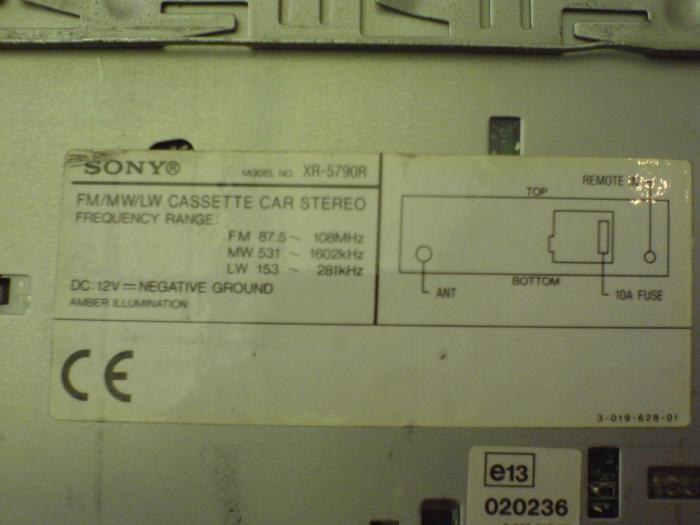 SONY® MODEL NO. XR-5790R
FM/MW/LW CASSETTE CAR STEREO
FREQUENCY RANGE:
FM 87.5 ~ 108MHz
MW 531 ~ 1602kHz
LW 153 ~ 281kHz
DC:12V⎓NEGATIVE GROUND
AMBER ILLUMINATION
REMOTE IN
TOP
BOTTOM
ANT
10A FUSE
CE
3-019-628-01
e13
020236